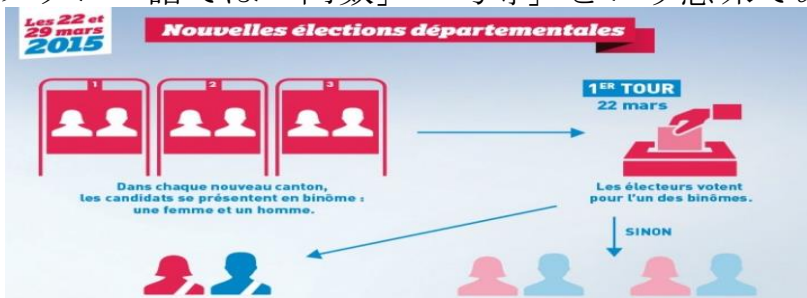 Les 22 et
29 mars
2015
Nouvelles élections départementales
1
2
3
1ER TOUR
22 mars
Dans chaque nouveau canton,
les candidats se présentent en binôme :
une femme et un homme.
Les électeurs votent
pour l'un des binômes.
SINON